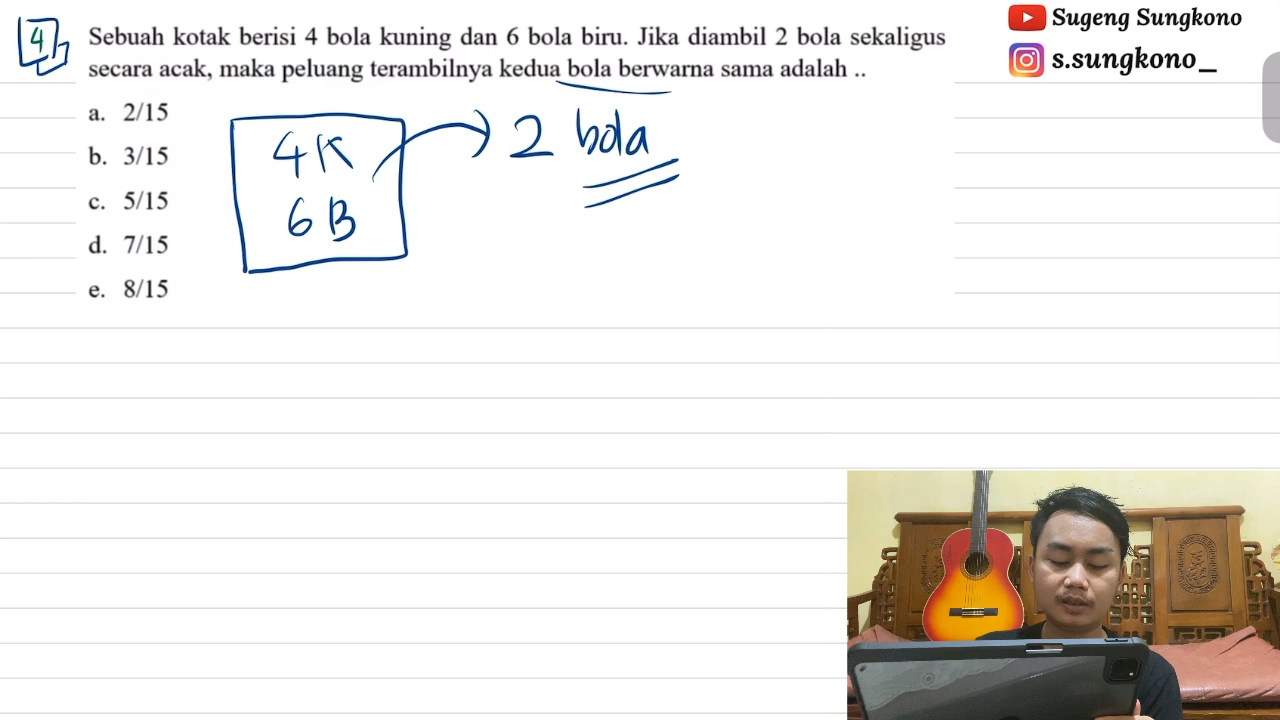 4
Sebuah kotak berisi 4 bola kuning dan 6 bola biru. Jika diambil 2 bola sekaligus
secara acak, maka peluang terambilnya kedua bola berwarna sama adalah ..
a. 2/15
b. 3/15
c. 5/15
d. 7/15
e. 8/15
4K
6B
2 bola
Sugeng Sungkono
s.sungkono_